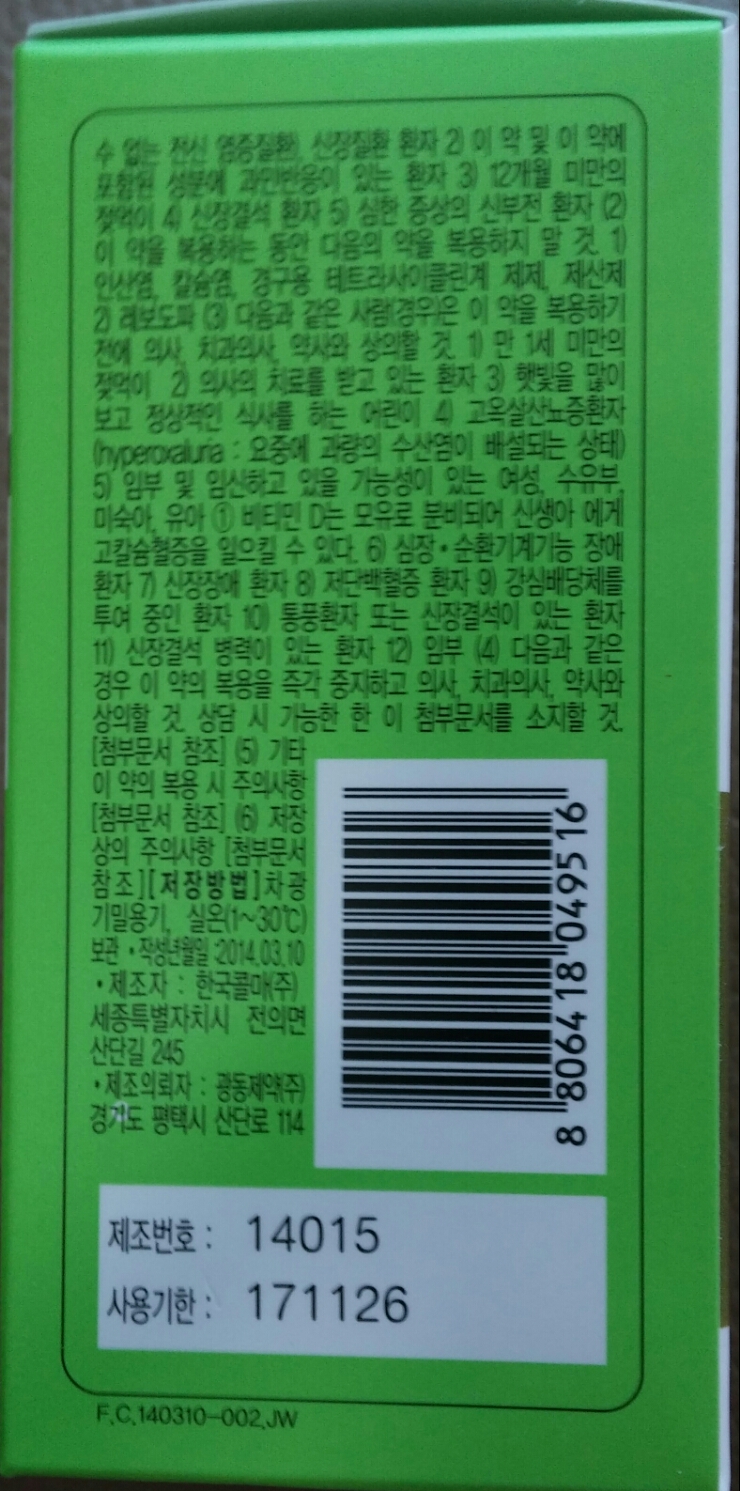 수 없는 전신 염증질환), 신장질환 환자 2) 이 약 및 이 약에
포함된 성분에 과민반응이 있는 환자 3) 12개월 미만의
젖먹이 4) 신장결석 환자 5) 심한 증상의 신부전 환자 (2)
이 약을 복용하는 동안 다음의 약을 복용하지 말 것. 1)
인산염, 칼슘염, 경구용 테트라사이클린계 제제, 제산제
2) 레보도파 (3) 다음과 같은 사람(경우)은 이 약을 복용하기
전에 의사, 치과의사, 약사와 상의할 것. 1) 만 1세 미만의
젖먹이 2) 의사의 치료를 받고 있는 환자 3) 햇빛을 많이
보고 정상적인 식사를 하는 어린이 4) 고옥살산뇨증환자
(hyperoxaluria : 요중에 과량의 수산염이 배설되는 상태)
5) 임부 및 임신하고 있을 가능성이 있는 여성, 수유부,
미숙아, 유아 ① 비타민 D는 모유로 분비되어 신생아 에게
고칼슘혈증을 일으킬 수 있다. 6) 심장•순환기계기능 장애
환자 7) 신장장애 환자 8) 저단백혈증 환자 9) 강심배당체를
투여 중인 환자 10) 통풍환자 또는 신장결석이 있는 환자
11) 신장결석 병력이 있는 환자 12) 임부 (4) 다음과 같은
경우 이 약의 복용을 즉각 중지하고 의사, 치과의사, 약사와
상의할 것. 상담 시 가능한 한 이 첨부문서를 소지할 것.
[첨부문서 참조] (5) 기타
이 약의 복용 시 주의사항
[첨부문서 참조] (6) 저장
상의 주의사항 [첨부문서
참조][저장방법]차광
기밀용기, 실온(1~30℃)
보관 •작성년월일 2014.03.10
•제조자 : 한국콜마(주)
세종특별자치시 전의면
산단길 245
•제조의뢰자 : 광동제약(주)
경기도 평택시 산단로 114
8 806418 049516
제조번호 : 14015
사용기한 : 171126
F.C.140310-002.JW